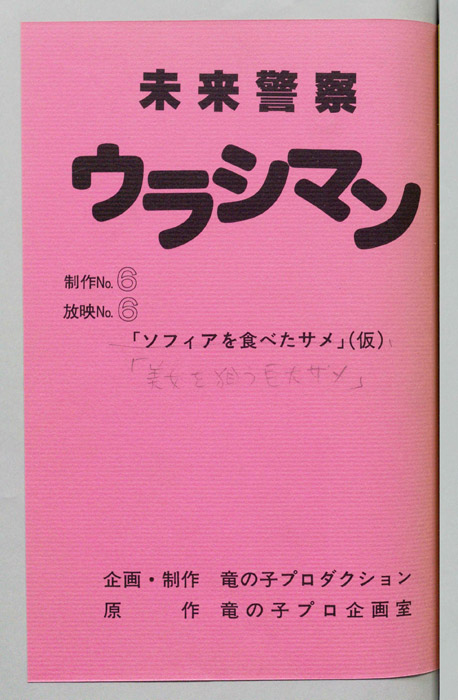 未来警察
ウラシマン
制作No.6
放映No.6
「ソフィアを食べたサメ」(仮)
「美女を狙う巨大ザメ」
企画・制作　竜の子プロダクション
原　　作　竜の子プロ企画室